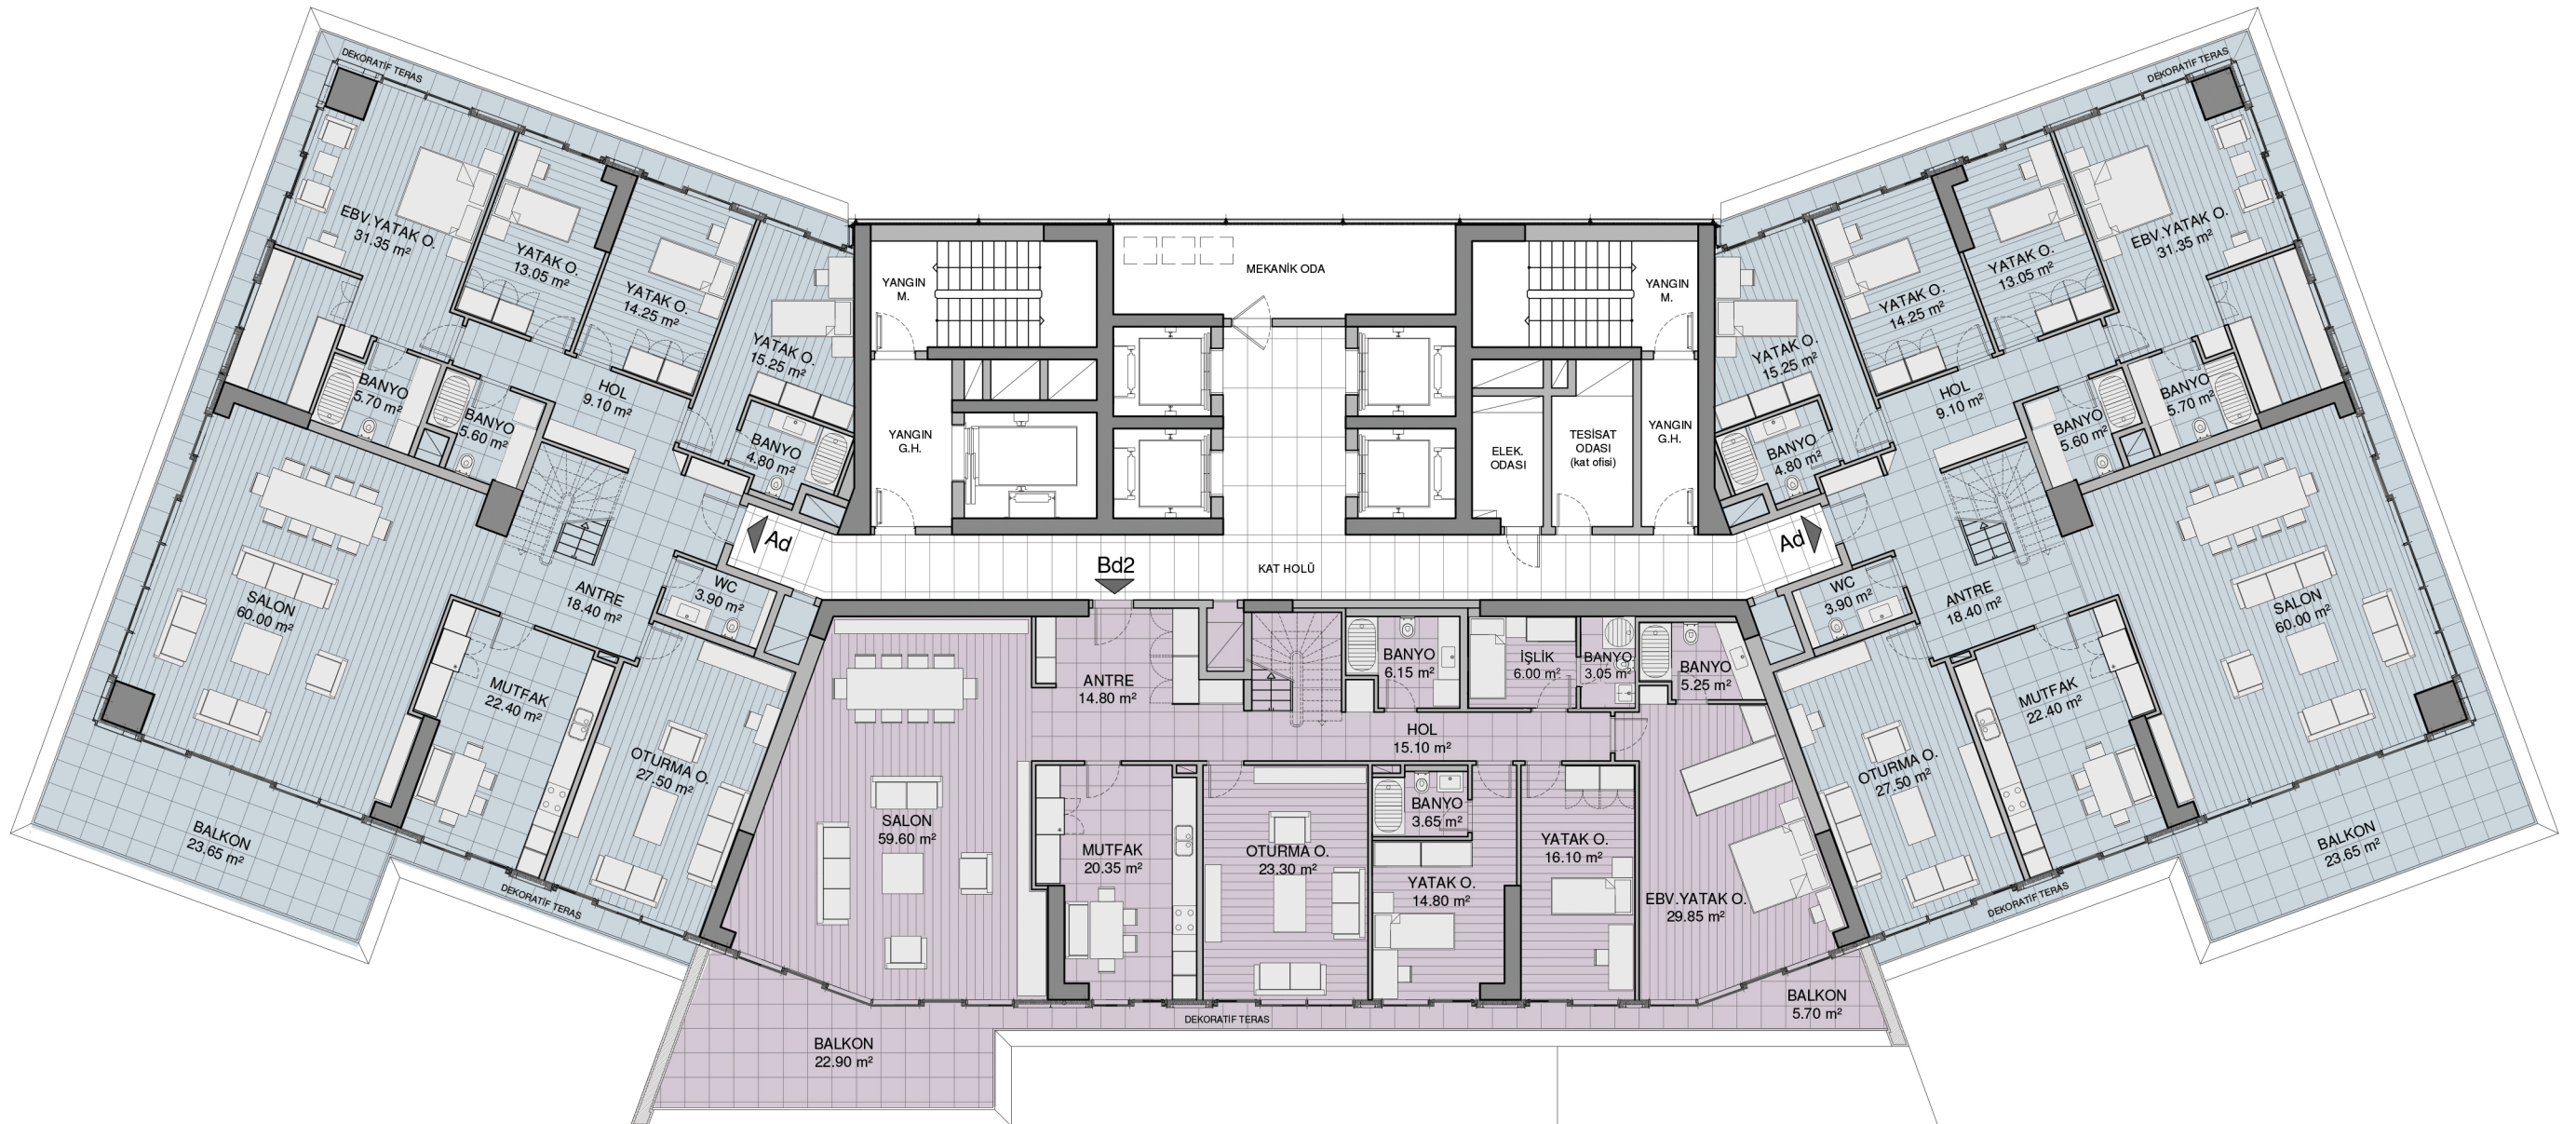 DEKORATİF TERAS
EBV.YATAK O.
31.35 m²
YATAK O.
13.05 m²
YATAK O.
14.25 m²
YATAK O.
15.25 m²
HOL
9.10 m²
BANYO
5.70 m²
BANYO
5.60 m²
BANYO
4.80 m²
SALON
60.00 m²
ANTRE
18.40 m²
WC
3.90 m²
MUTFAK
22.40 m²
OTURMA O.
27.50 m²
BALKON
23.65 m²
DEKORATİF TERAS
Ad
YANGIN
M.
YANGIN
G.H.
MEKANİK ODA
YANGIN
M.
YANGIN
G.H.
ELEK.
ODASI
TESİSAT
ODASI
(kat ofisi)
KAT HOLÜ
Bd2
Ad
ANTRE
14.80 m²
BANYO
6.15 m²
İŞLİK
6.00 m²
BANYO
3.05 m²
BANYO
5.25 m²
HOL
15.10 m²
SALON
59.60 m²
MUTFAK
20.35 m²
OTURMA O.
23.30 m²
BANYO
3.65 m²
YATAK O.
14.80 m²
YATAK O.
16.10 m²
EBV.YATAK O.
29.85 m²
BALKON
5.70 m²
DEKORATİF TERAS
BALKON
22.90 m²
DEKORATİF TERAS
EBV.YATAK O.
31.35 m²
YATAK O.
13.05 m²
YATAK O.
14.25 m²
YATAK O.
15.25 m²
HOL
9.10 m²
BANYO
5.70 m²
BANYO
5.60 m²
BANYO
4.80 m²
WC
3.90 m²
ANTRE
18.40 m²
SALON
60.00 m²
MUTFAK
22.40 m²
OTURMA O.
27.50 m²
BALKON
23.65 m²
DEKORATİF TERAS